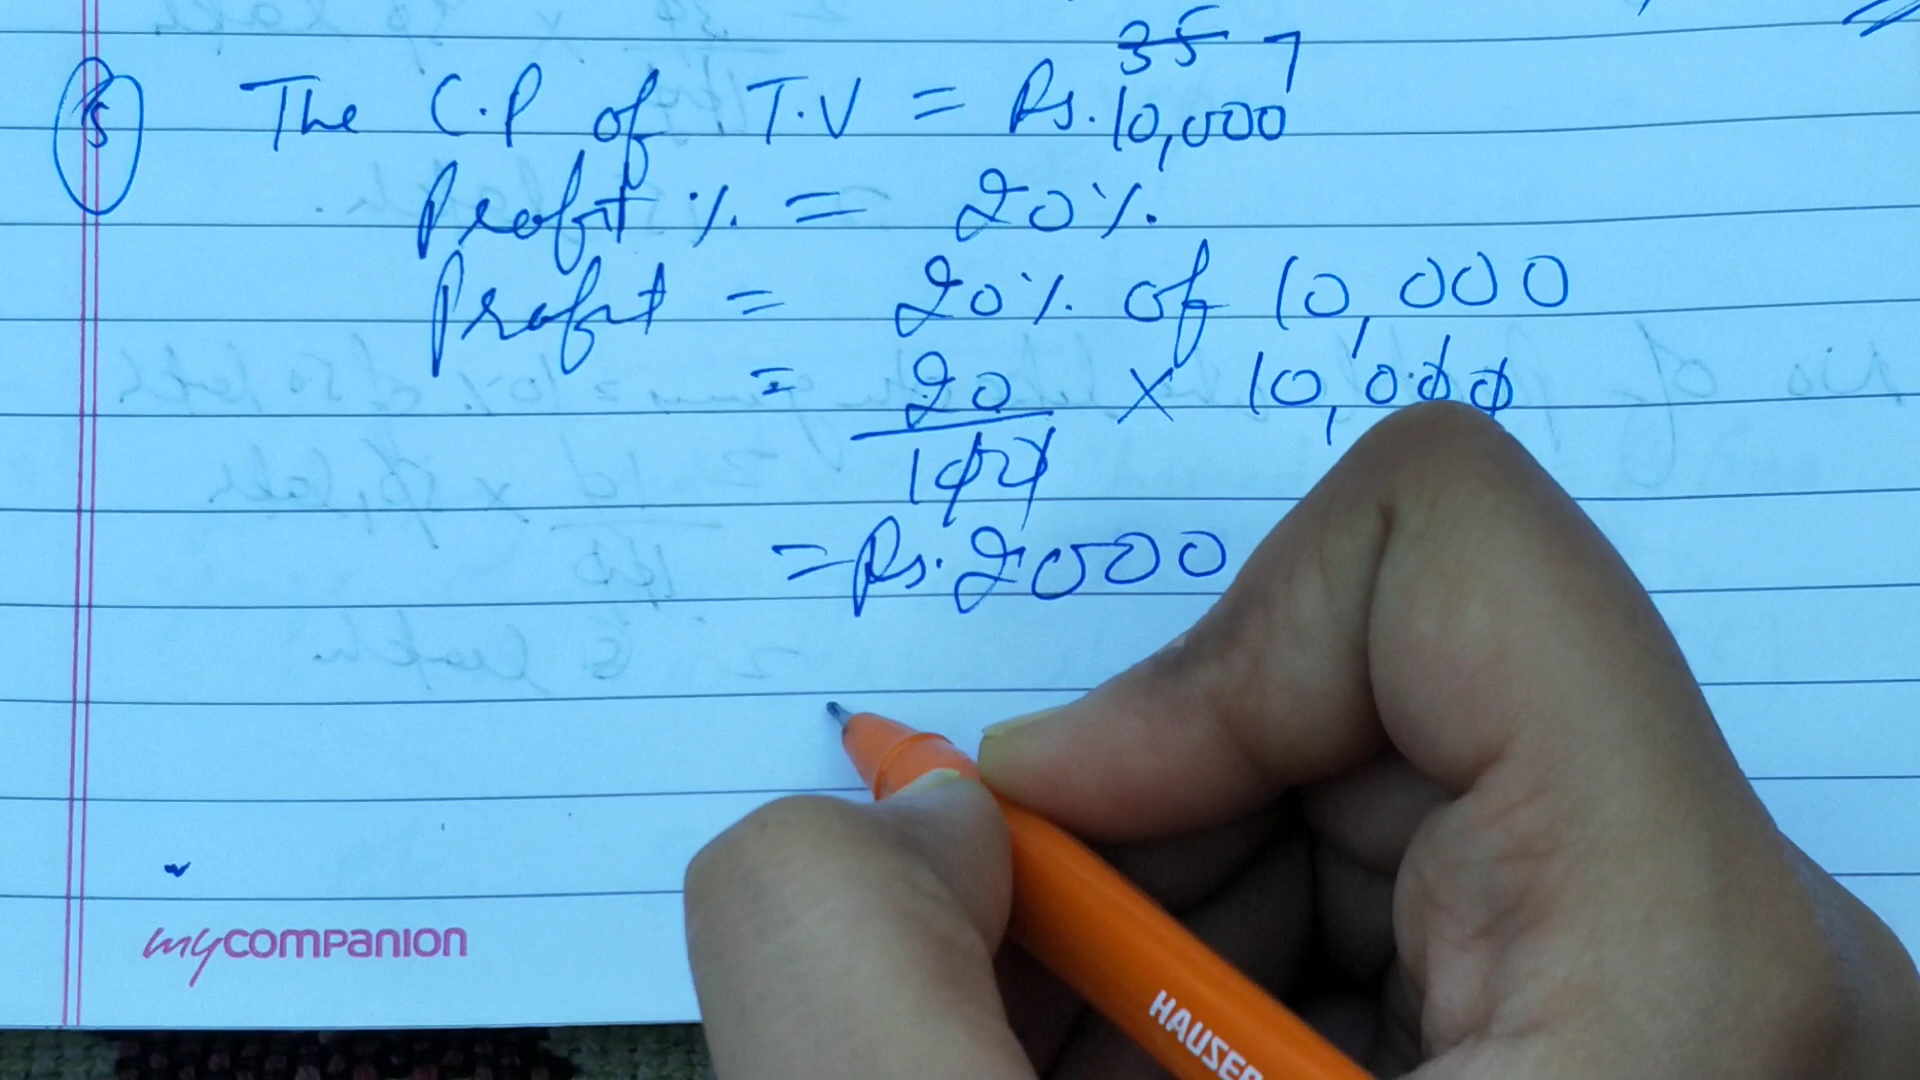 35 7
5 The C.P of T.V = Rs. 10,000
Profit % = 20%
Profit = 20% of 10,000
= 20/100 × 10,000
= Rs. 2000
mycompanion
HAUSER